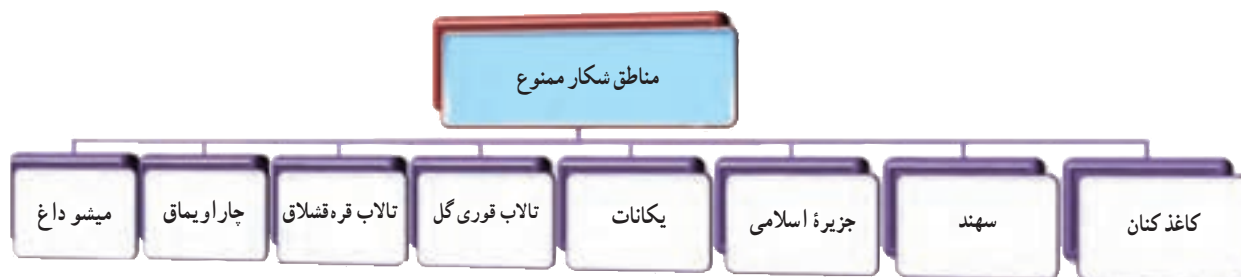 مناطق شکار ممنوع
کاغذ کنان
سهند
جزیرهٔ اسلامی
یکانات
تالاب قوری گل
تالاب قره قشلاق
چاراویماق
میشو داغ